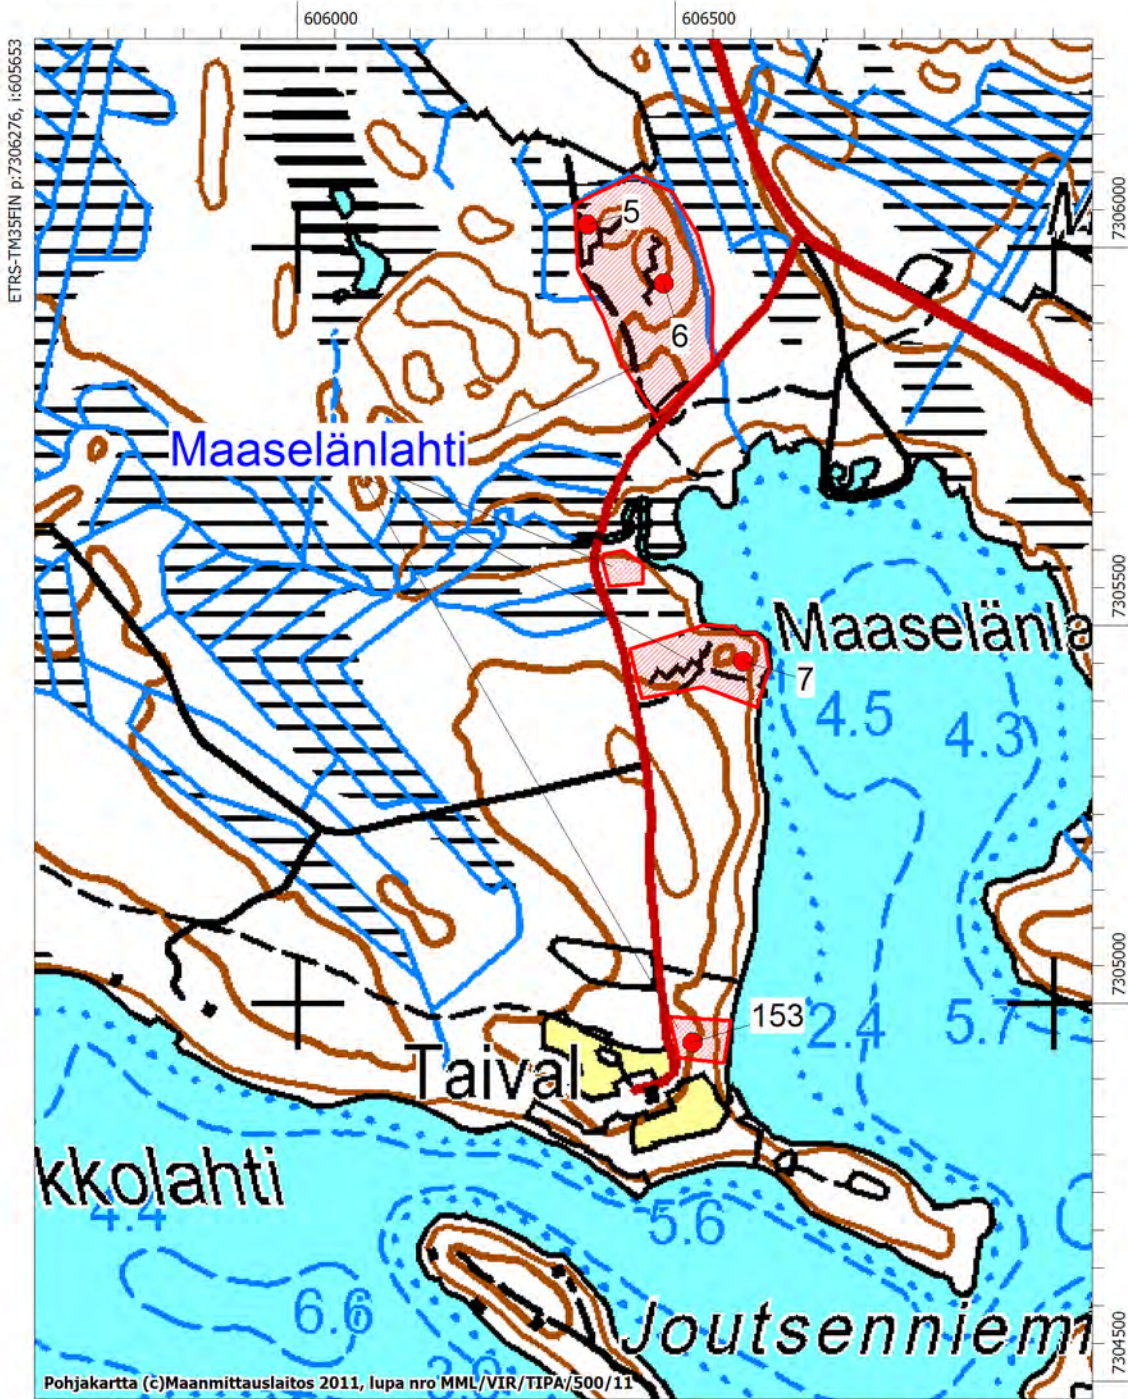 606000
606500
ETRS-TM35FIN p:7306276, i:605653
7306000
5
6
Maaselänlahti
7305500
Maaselänla
7
4.5
4.3
7305000
153
2.4
5.7
Taival
kkolahti
4.4
5.6
6.6
Joutsenniem
7304500
Pohjakartta (c)Maanmittauslaitos 2011, lupa nro MML/VIR/TIPA/500/11